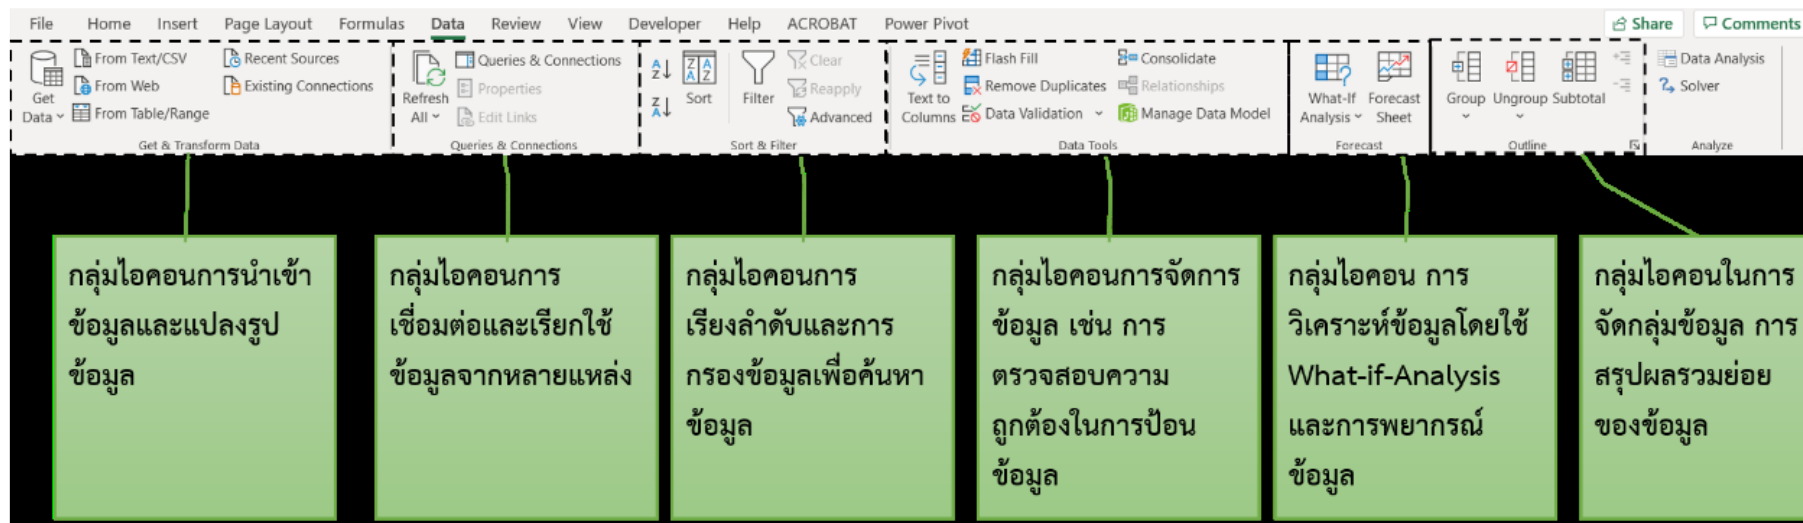 File Home Insert Page Layout Formulas Data Review View Developer Help ACROBAT Power Pivot Share Comments
Get Data
From Text/CSV
From Web
From Table/Range
Recent Sources
Existing Connections
Get & Transform Data
Refresh All
Queries & Connections
Properties
Edit Links
Queries & Connections
Sort
Filter
Clear
Reapply
Advanced
Sort & Filter
Text to Columns
Flash Fill
Remove Duplicates
Data Validation
Consolidate
Relationships
Manage Data Model
Data Tools
What-If Analysis
Forecast Sheet
Forecast
Group
Ungroup
Subtotal
Outline
Data Analysis
Solver
Analyze
กลุ่มไอคอนการนำเข้า
ข้อมูลและแปลงรูป
ข้อมูล
กลุ่มไอคอนการ
เชื่อมต่อและเรียกใช้
ข้อมูลจากหลายแหล่ง
กลุ่มไอคอนการ
เรียงลำดับและการ
กรองข้อมูลเพื่อค้นหา
ข้อมูล
กลุ่มไอคอนการจัดการ
ข้อมูล เช่น การ
ตรวจสอบความ
ถูกต้องในการป้อน
ข้อมูล
กลุ่มไอคอน การ
วิเคราะห์ข้อมูลโดยใช้
What-if-Analysis
และการพยากรณ์
ข้อมูล
กลุ่มไอคอนในการ
จัดกลุ่มข้อมูล การ
สรุปผลรวมย่อย
ของข้อมูล